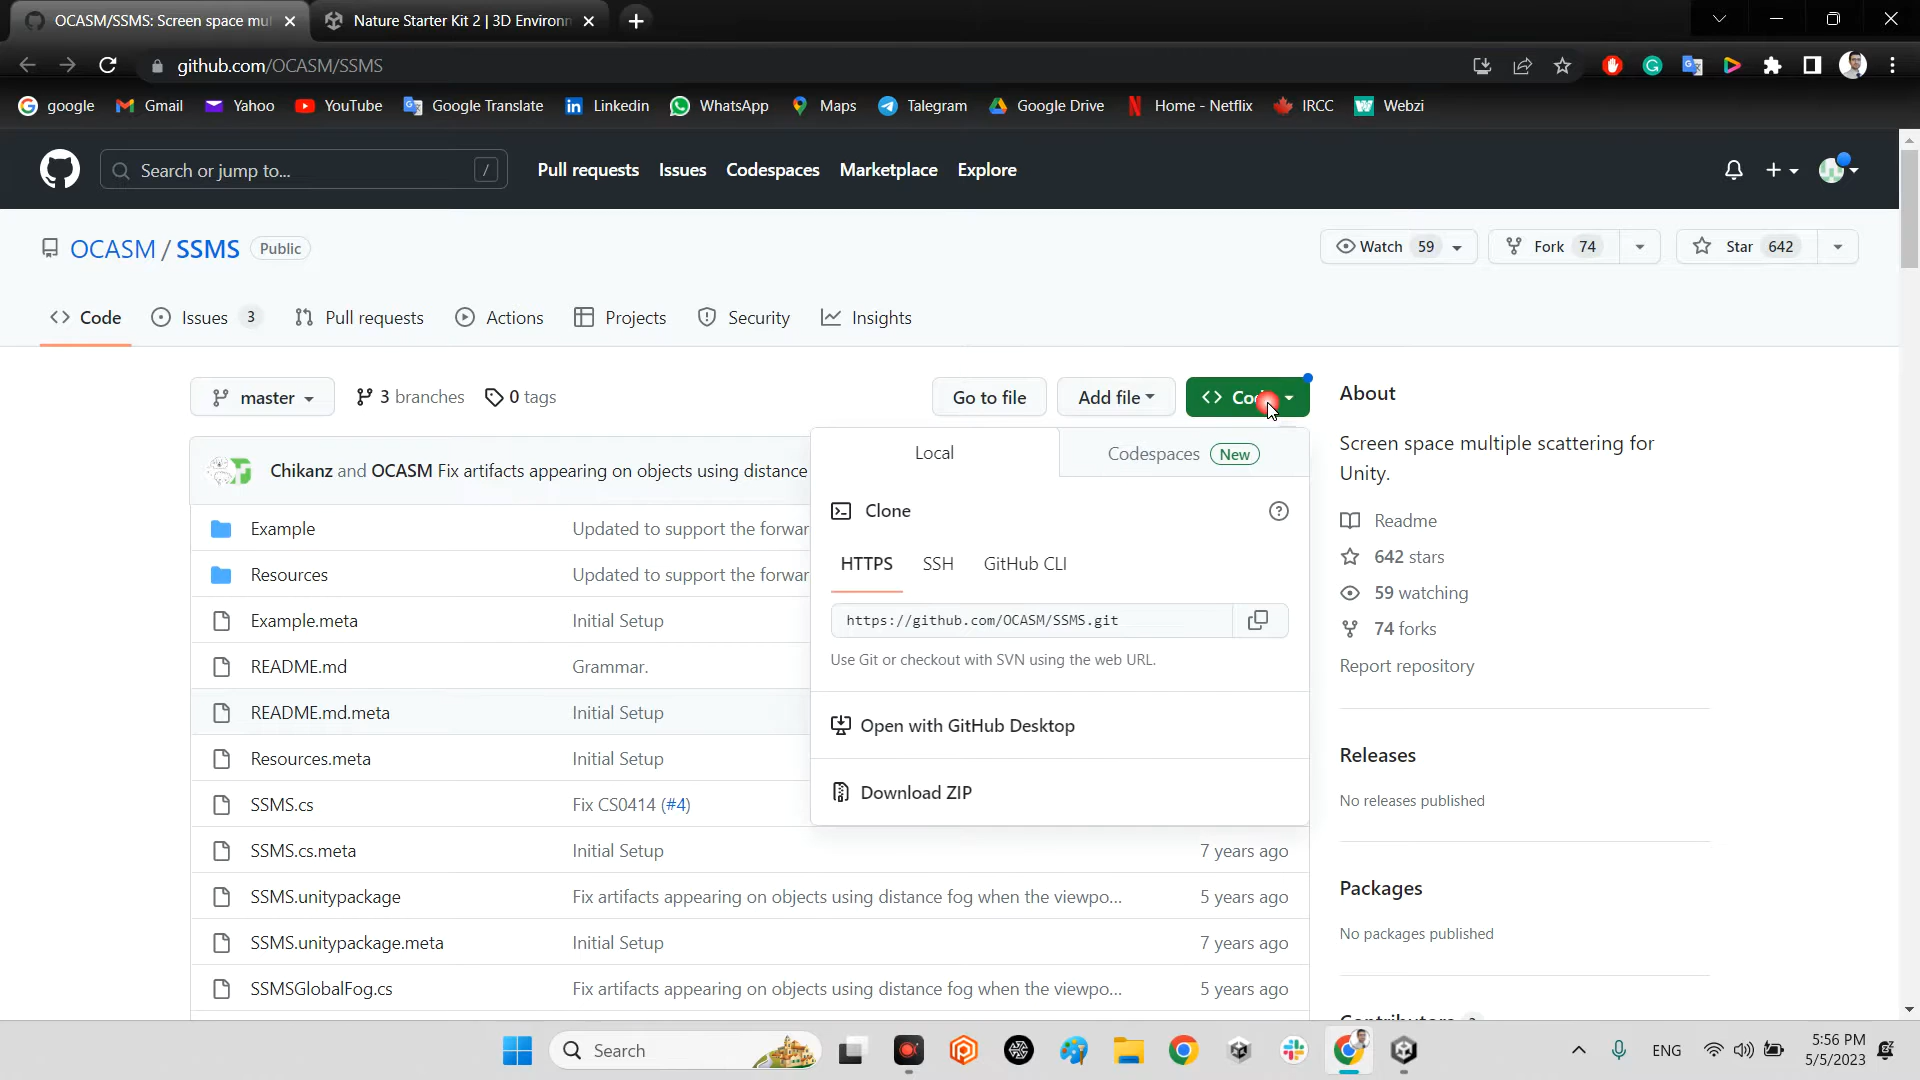 OCASM/SSMS: Screen space mu
Nature Starter Kit 2 | 3D Environm
github.com/OCASM/SSMS
google
Gmail
Yahoo
YouTube
Google Translate
Linkedin
WhatsApp
Maps
Telagram
Google Drive
Home - Netflix
IRCC
Webzi
Search or jump to...
/
Pull requests
Issues
Codespaces
Marketplace
Explore
OCASM / SSMS
Public
Watch 59
Fork 74
Star 642
Code
Issues 3
Pull requests
Actions
Projects
Security
Insights
master
3 branches
0 tags
Go to file
Add file
About
Screen space multiple scattering for
Unity.
Readme
642 stars
59 watching
74 forks
Report repository
Releases
No releases published
Packages
No packages published
Local
Codespaces New
Clone
HTTPS
SSH
GitHub CLI
https://github.com/OCASM/SSMS.git
Use Git or checkout with SVN using the web URL.
Open with GitHub Desktop
Download ZIP
Chikanz and OCASM Fix artifacts appearing on objects using distance
Example Updated to support the forwar
Resources Updated to support the forwar
Example.meta Initial Setup
README.md Grammar.
README.md.meta Initial Setup
Resources.meta Initial Setup
SSMS.cs Fix CS0414 (#4)
SSMS.cs.meta Initial Setup 7 years ago
SSMS.unitypackage Fix artifacts appearing on objects using distance fog when the viewpo... 5 years ago
SSMS.unitypackage.meta Initial Setup 7 years ago
SSMSGlobalFog.cs Fix artifacts appearing on objects using distance fog when the viewpo... 5 years ago
Search
ENG
5:56 PM
5/5/2023